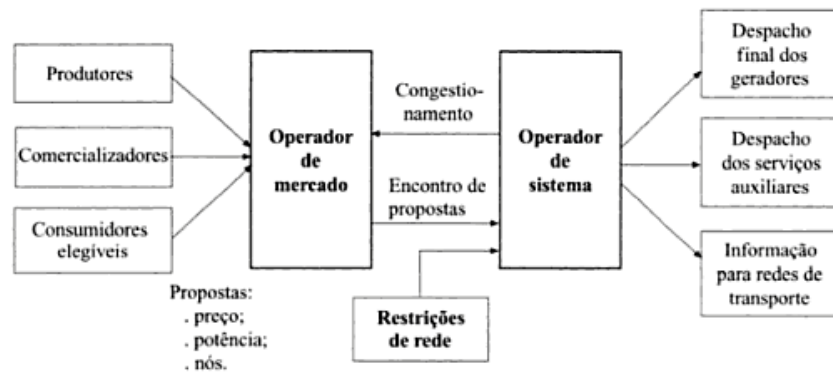 Produtores
Comercializadores
Consumidores
elegíveis
Propostas:
. preço;
. potência;
. nós.
Operador
de
mercado
Congestio-
namento
Encontro de
propostas
Restrições
de rede
Operador
de
sistema
Despacho
final dos
geradores
Despacho
dos serviços
auxiliares
Informação
para redes de
transporte